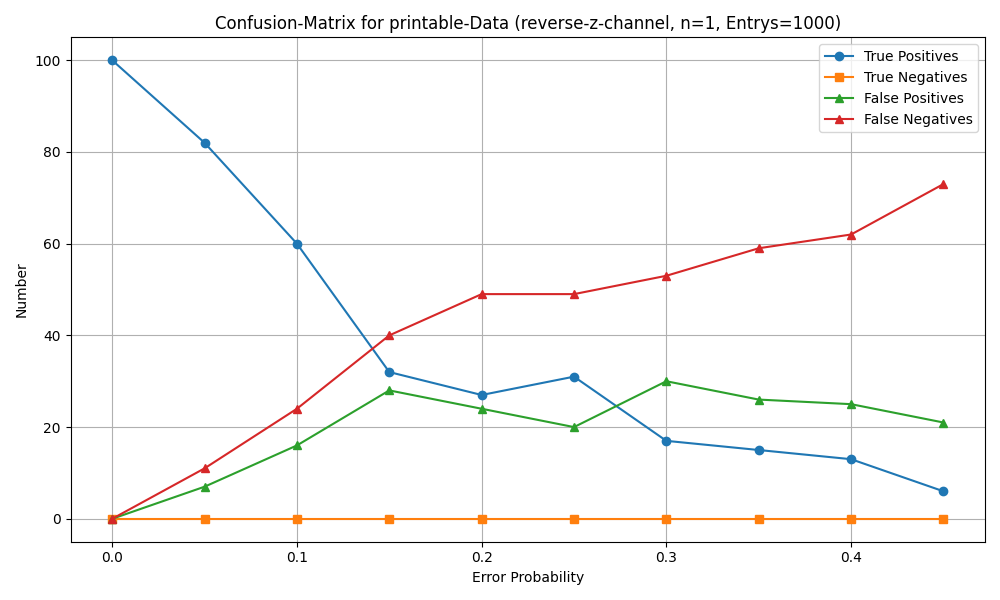 Confusion-Matrix for printable-Data (reverse-z-channel, n=1, Entrys=1000)
True Positives
True Negatives
False Positives
False Negatives
Number
100
80
60
40
20
0
0.0 0.1 0.2 0.3 0.4
Error Probability